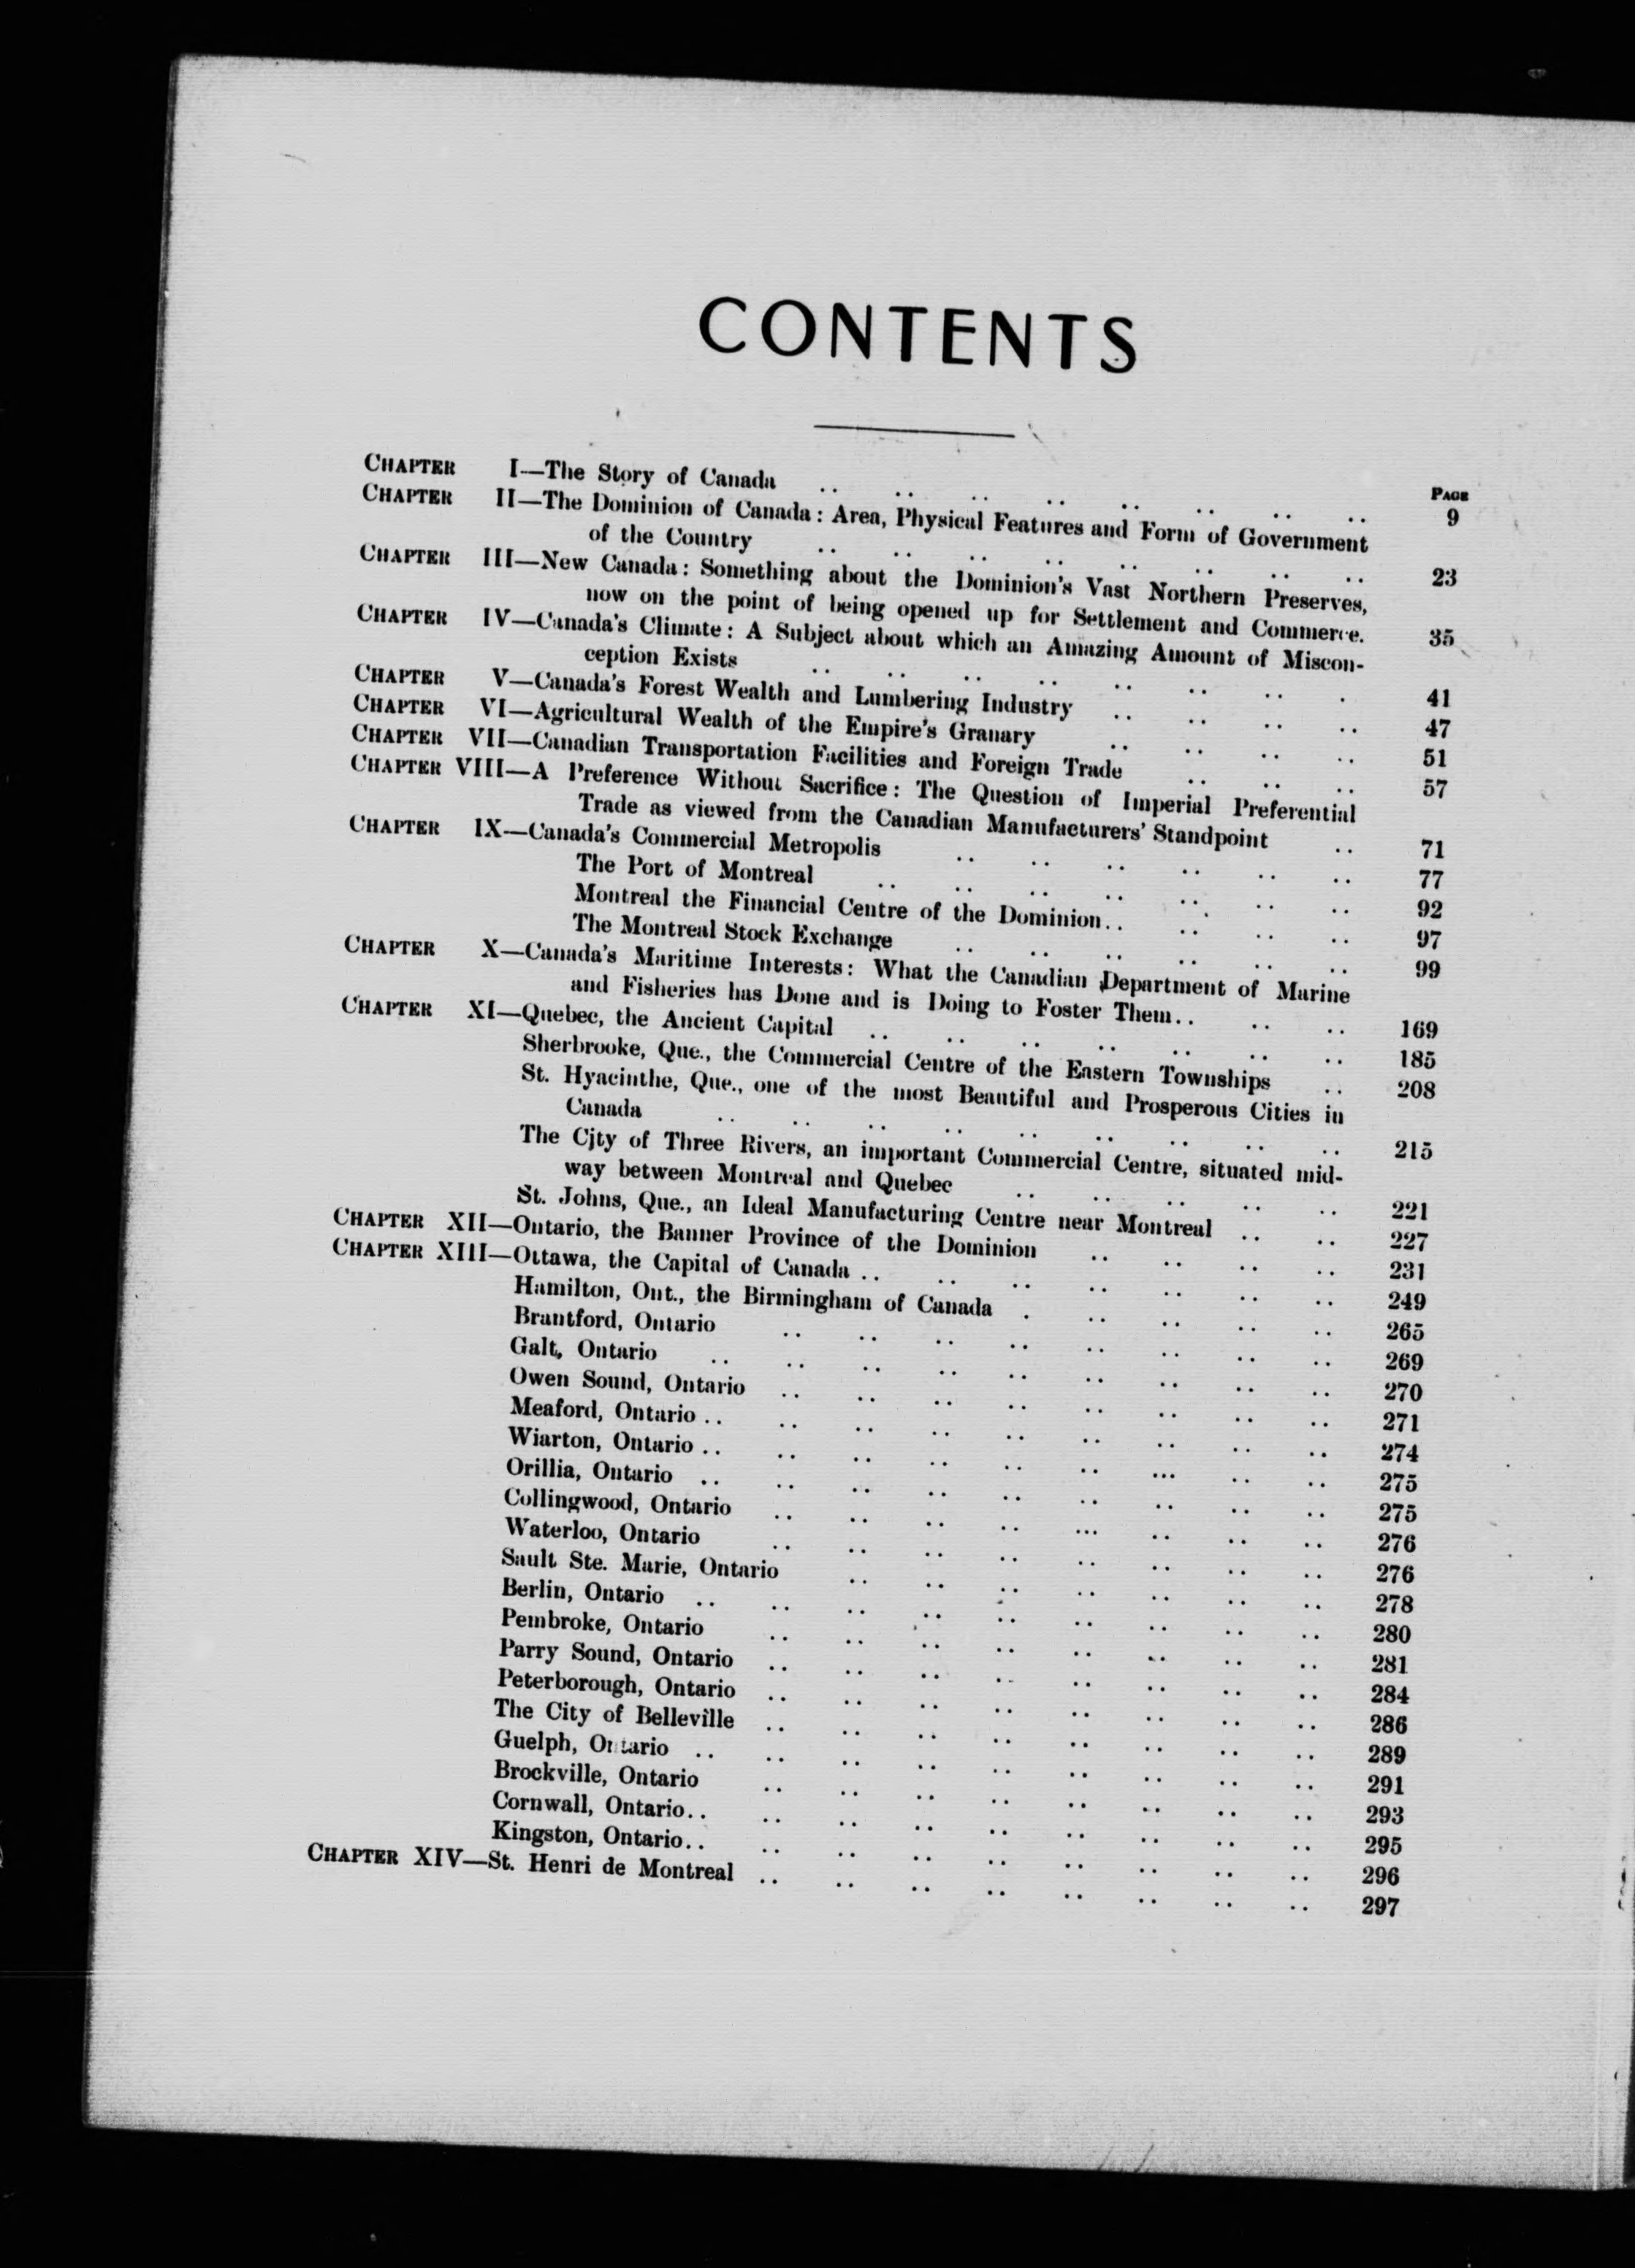 CONTENTS
PAGE
CHAPTER I—The Story of Canada .. .. .. .. .. .. .. .. 9
CHAPTER II—The Dominion of Canada: Area, Physical Features and Form of Government
of the Country .. .. .. .. .. .. .. .. 23
CHAPTER III—New Canada: Something about the Dominion's Vast Northern Preserves,
now on the point of being opened up for Settlement and Commerce. 35
CHAPTER IV—Canada's Climate: A Subject about which an Amazing Amount of Miscon-
ception Exists .. .. .. .. .. .. .. . 41
CHAPTER V—Canada's Forest Wealth and Lumbering Industry .. .. .. .. 47
CHAPTER VI—Agricultural Wealth of the Empire's Granary .. .. .. .. 51
CHAPTER VII—Canadian Transportation Facilities and Foreign Trade .. .. .. 57
CHAPTER VIII—A Preference Without Sacrifice: The Question of Imperial Preferential
Trade as viewed from the Canadian Manufacturers' Standpoint .. 71
CHAPTER IX—Canada's Commercial Metropolis .. .. .. .. .. .. 77
The Port of Montreal .. .. .. .. .. .. .. 92
Montreal the Financial Centre of the Dominion.. .. .. .. 97
The Montreal Stock Exchange .. .. .. .. .. .. 99
CHAPTER X—Canada's Maritime Interests: What the Canadian Department of Marine
and Fisheries has Done and is Doing to Foster Them.. .. .. 169
CHAPTER XI—Quebec, the Ancient Capital .. .. .. .. .. .. .. 185
Sherbrooke, Que., the Commercial Centre of the Eastern Townships .. 208
St. Hyacinthe, Que., one of the most Beautiful and Prosperous Cities in
Canada .. .. .. .. .. .. .. .. .. 215
The City of Three Rivers, an important Commercial Centre, situated mid-
way between Montreal and Quebec .. .. .. .. .. 221
St. Johns, Que., an Ideal Manufacturing Centre near Montreal .. .. 227
CHAPTER XII—Ontario, the Banner Province of the Dominion .. .. .. .. 231
CHAPTER XIII—Ottawa, the Capital of Canada .. .. .. .. .. .. .. 249
Hamilton, Ont., the Birmingham of Canada . .. .. .. .. 265
Brantford, Ontario .. .. .. .. .. .. .. .. 269
Galt, Ontario .. .. .. .. .. .. .. .. .. 270
Owen Sound, Ontario .. .. .. .. .. .. .. .. 271
Meaford, Ontario .. .. .. .. .. .. .. .. .. 274
Wiarton, Ontario .. .. .. .. .. .. ... .. .. 275
Orillia, Ontario .. .. .. .. .. .. .. .. .. 275
Collingwood, Ontario .. .. .. .. ... .. .. .. 276
Waterloo, Ontario .. .. .. .. .. .. .. .. 276
Sault Ste. Marie, Ontario .. .. .. .. .. .. .. 278
Berlin, Ontario .. .. .. .. .. .. .. .. .. 280
Pembroke, Ontario .. .. .. .. .. .. .. .. 281
Parry Sound, Ontario .. .. .. .. .. .. .. .. 284
Peterborough, Ontario .. .. .. .. .. .. .. .. 286
The City of Belleville .. .. .. .. .. .. .. .. 289
Guelph, Ontario .. .. .. .. .. .. .. .. .. 291
Brockville, Ontario .. .. .. .. .. .. .. .. 293
Cornwall, Ontario.. .. .. .. .. .. .. .. .. 295
Kingston, Ontario.. .. .. .. .. .. .. .. .. 296
CHAPTER XIV—St. Henri de Montreal .. .. .. .. .. .. .. .. 297